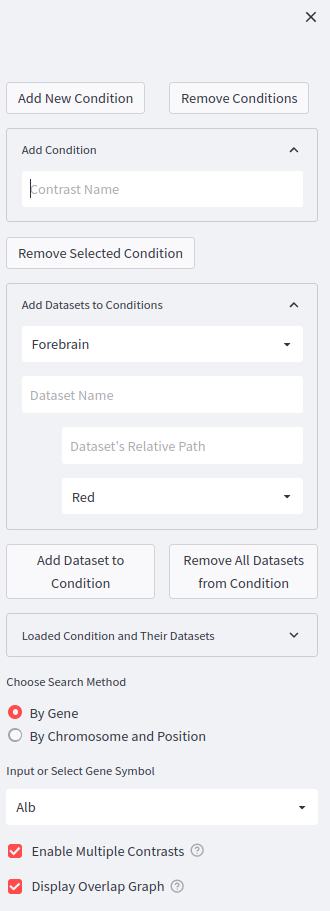 Add New Condition
Remove Conditions
Add Condition
Contrast Name
Remove Selected Condition
Add Datasets to Conditions
Forebrain
Dataset Name
Dataset's Relative Path
Red
Add Dataset to
Condition
Remove All Datasets
from Condition
Loaded Condition and Their Datasets
Choose Search Method
By Gene
By Chromosome and Position
Input or Select Gene Symbol
Alb
Enable Multiple Contrasts
Display Overlap Graph